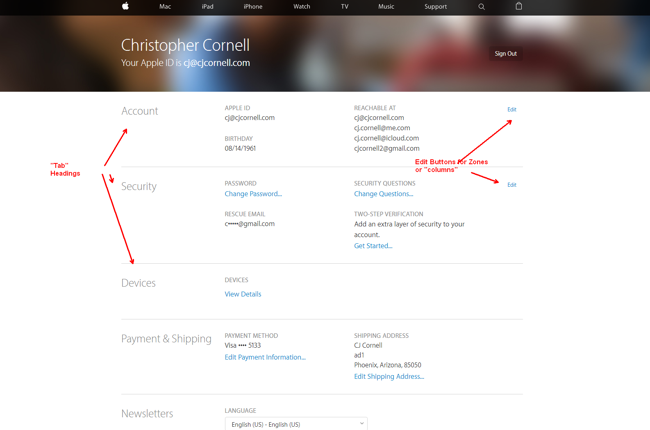 Mac iPad iPhone Watch TV Music Support
Christopher Cornell
Your Apple ID is cj@cjcornell.com
Sign Out
Account
APPLE ID
cj@cjcornell.com
BIRTHDAY
08/14/1961
REACHABLE AT
cj@cjcornell.com
cj.cornell@me.com
cj.cornell@icloud.com
cjcornell2@gmail.com
Edit
"Tab"
Headings
Edit Buttons for Zones
or "columns"
Security
PASSWORD
Change Password...
RESCUE EMAIL
c•••••@gmail.com
SECURITY QUESTIONS
Change Questions...
TWO-STEP VERIFICATION
Add an extra layer of security to your
account.
Get Started...
Edit
Devices
DEVICES
View Details
Payment & Shipping
PAYMENT METHOD
Visa •••• 5133
Edit Payment Information...
SHIPPING ADDRESS
CJ Cornell
ad1
Phoenix, Arizona, 85050
Edit Shipping Address...
Newsletters
LANGUAGE
English (US) - English (US)